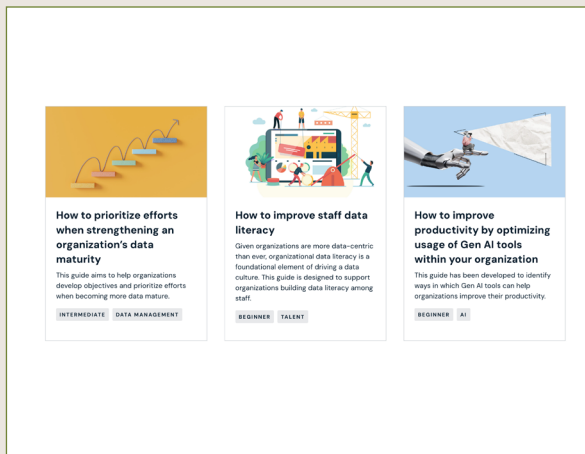 How to prioritize efforts
when strengthening an
organization's data
maturity
This guide aims to help organizations
develop objectives and prioritize efforts
when becoming more data mature.
INTERMEDIATE
DATA MANAGEMENT
How to improve staff data
literacy
Given organizations are more data-centric
than ever, organizational data literacy is a
foundational element of driving a data
culture. This guide is designed to support
organizations building data literacy among
staff.
BEGINNER
TALENT
How to improve
productivity by optimizing
usage of Gen AI tools
within your organization
This guide has been developed to identify
ways in which Gen AI tools can help
organizations improve their productivity.
BEGINNER
AI